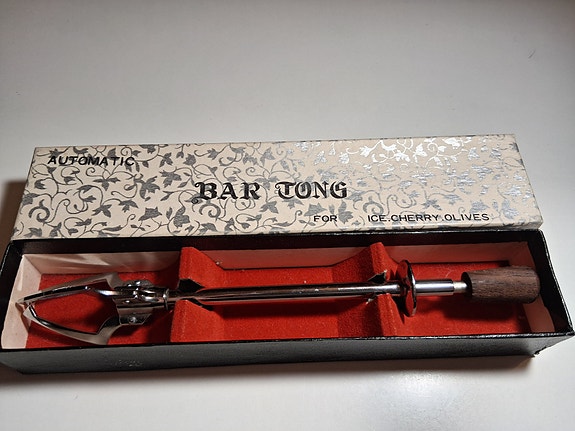 AUTOMATIC
BAR TONG
FOR ICE.CHERRY.OLIVES